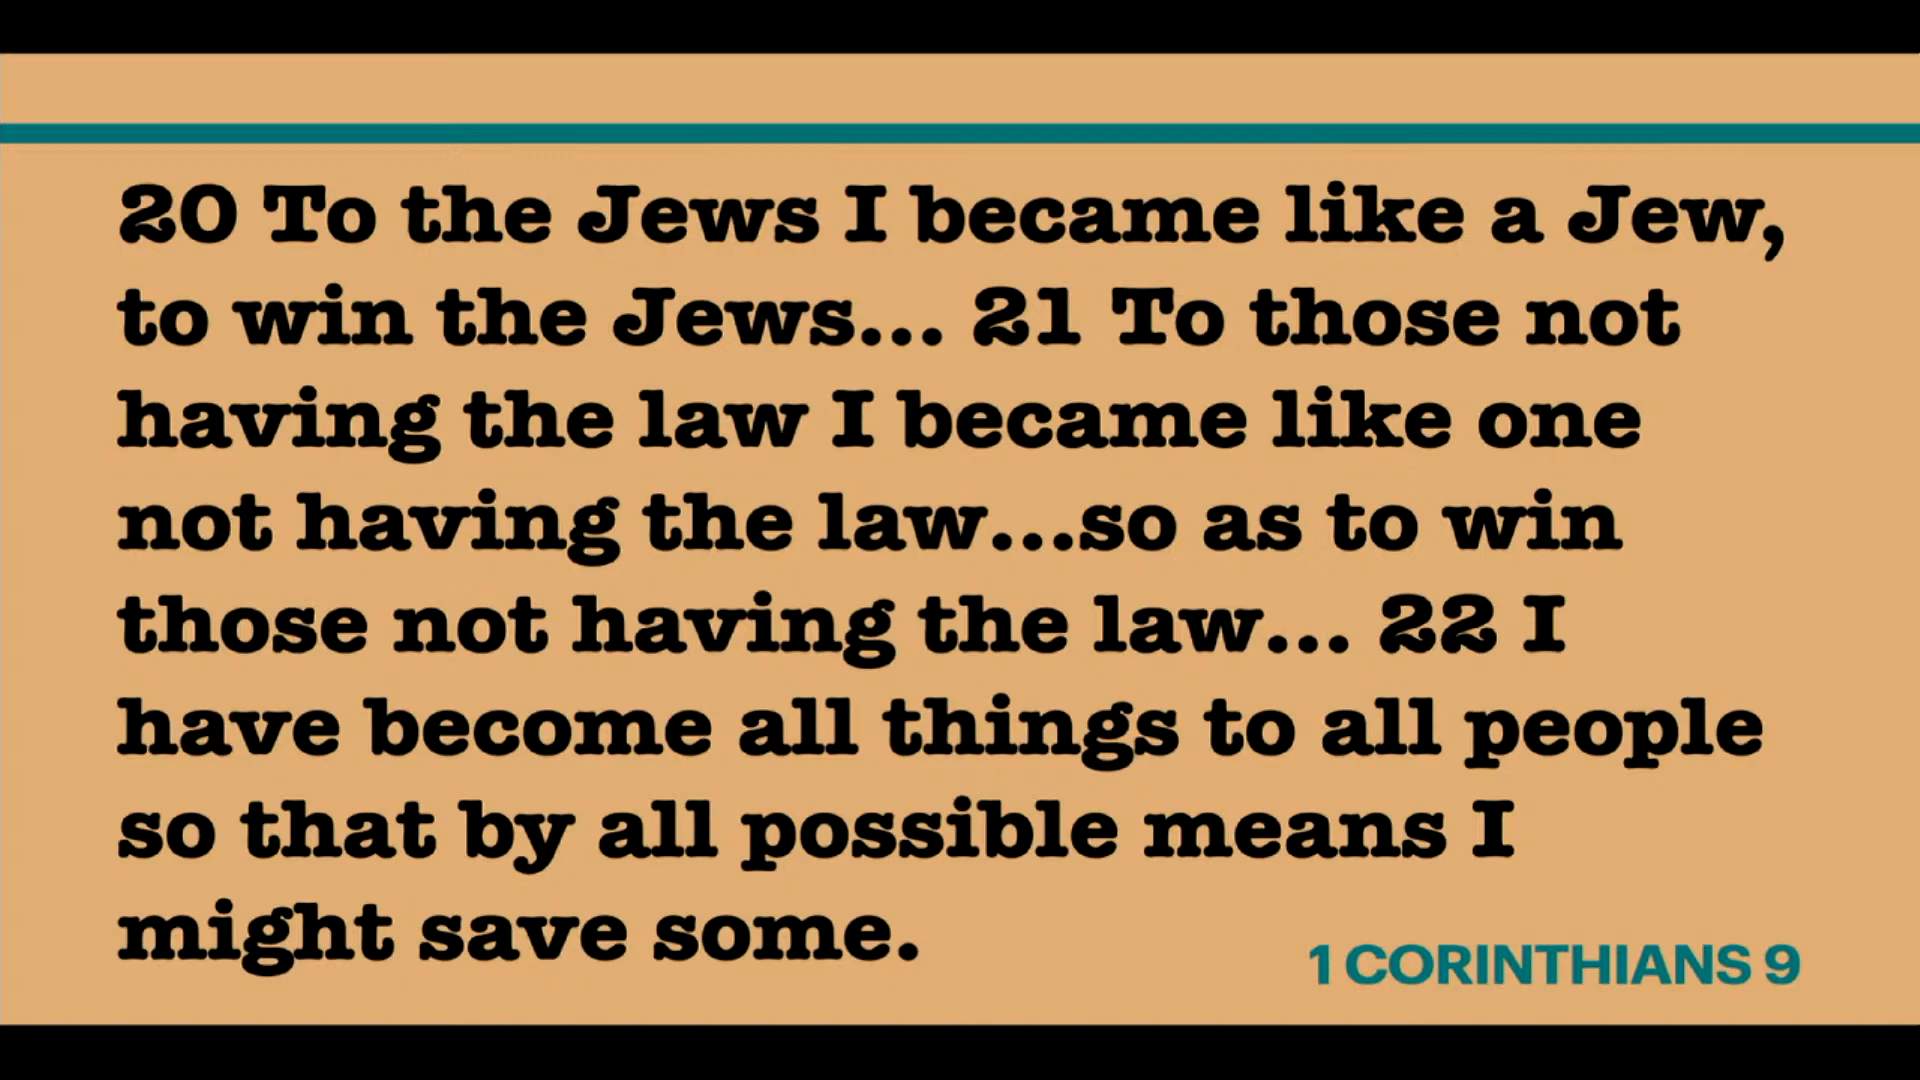 20 To the Jews I became like a Jew,
to win the Jews... 21 To those not
having the law I became like one
not having the law...so as to win
those not having the law... 22 I
have become all things to all people
so that by all possible means I
might save some.
1 CORINTHIANS 9